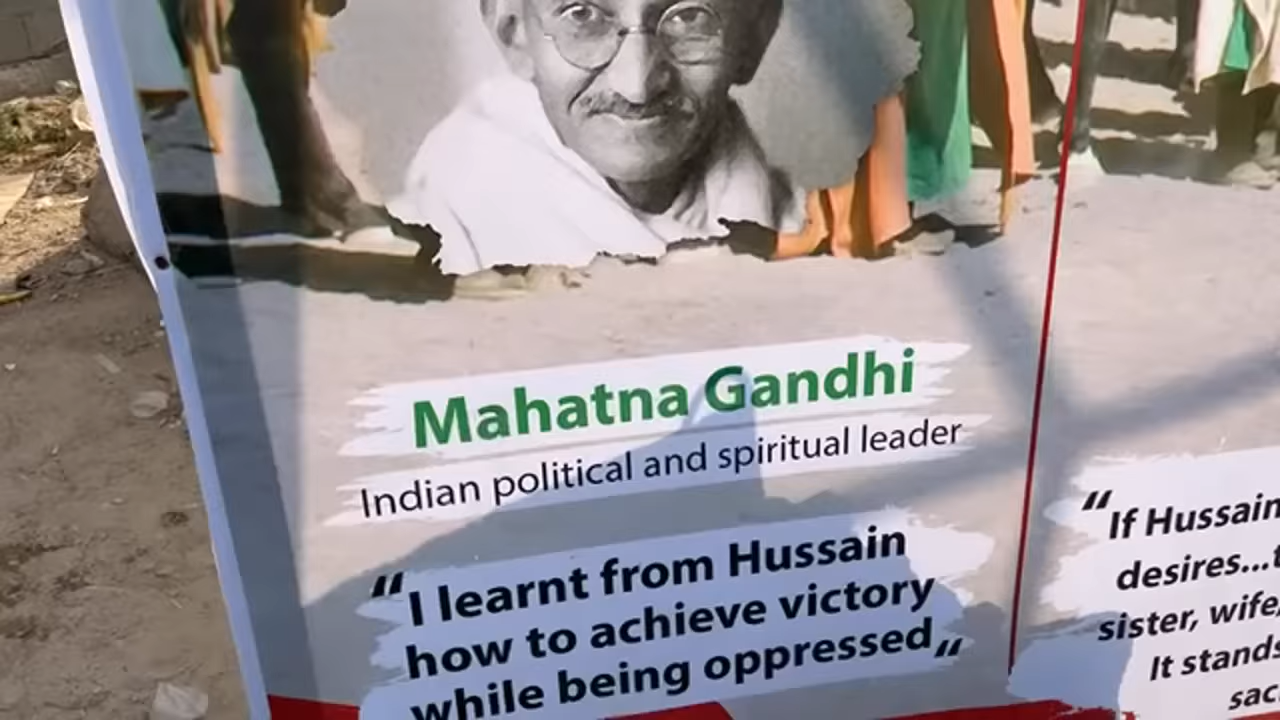 Mahatna Gandhi
Indian political and spiritual leader
“I learnt from Hussain
how to achieve victory
while being oppressed„
“If Hussain
desires...t
sister, wife,
It stands
sac